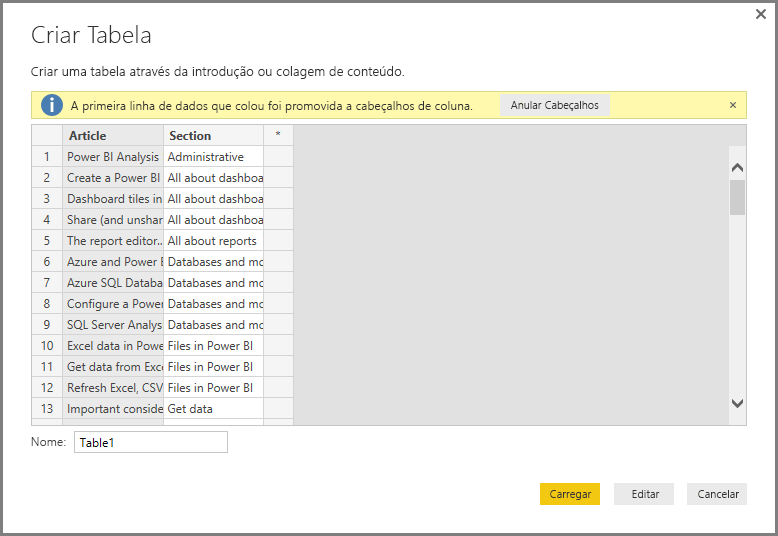 Criar Tabela
Criar uma tabela através da introdução ou colagem de conteúdo.
A primeira linha de dados que colou foi promovida a cabeçalhos de coluna. Anular Cabeçalhos
Article Section *
1 Power BI Analysis Administrative
2 Create a Power BI All about dashboa
3 Dashboard tiles in All about dashboa
4 Share (and unshar All about dashboa
5 The report editor.. All about reports
6 Azure and Power B Databases and mo
7 Azure SQL Databa Databases and mo
8 Configure a Power Databases and mo
9 SQL Server Analys Databases and mo
10 Excel data in Powe Files in Power BI
11 Get data from Exce Files in Power BI
12 Refresh Excel, CSV Files in Power BI
13 Important conside Get data
Nome: Table1
Carregar Editar Cancelar